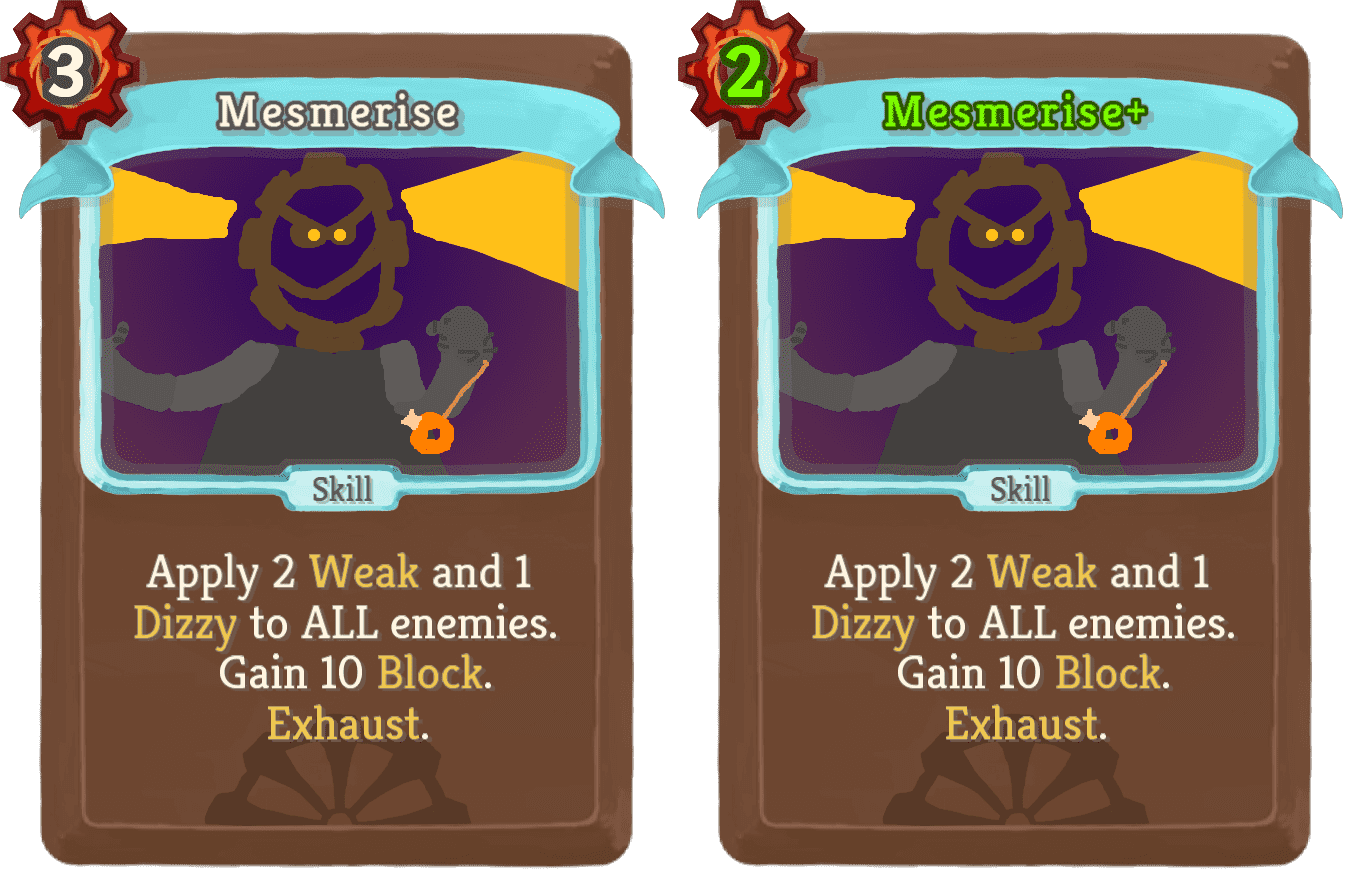 3
Mesmerise
Skill
Apply 2 Weak and 1
Dizzy to ALL enemies.
Gain 10 Block.
Exhaust.
2
Mesmerise+
Skill
Apply 2 Weak and 1
Dizzy to ALL enemies.
Gain 10 Block.
Exhaust.